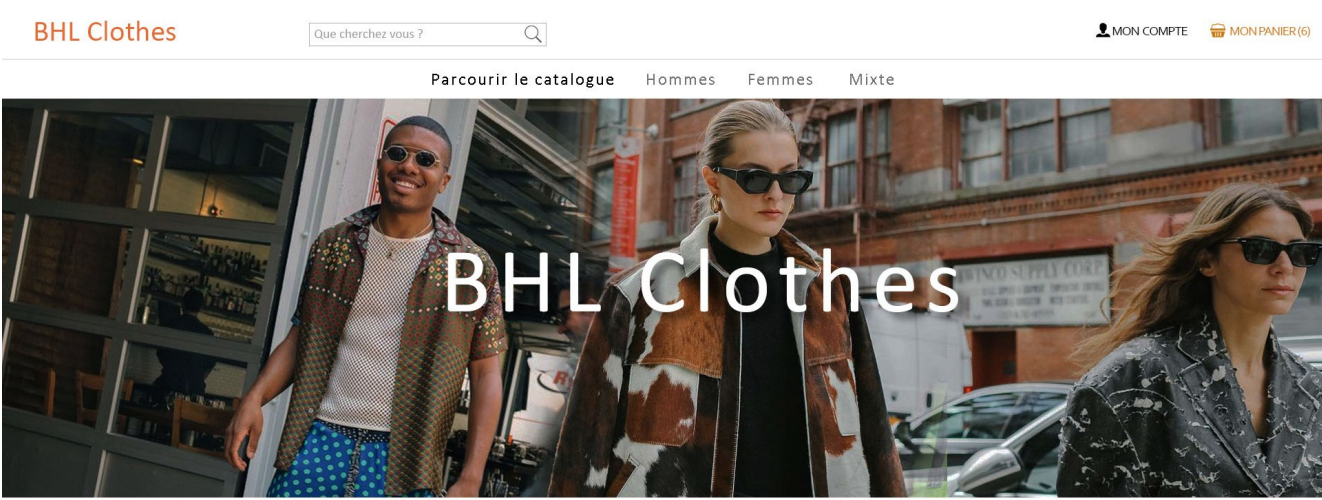 BHL Clothes
Que cherchez vous ?
MON COMPTE
MON PANIER (6)
Parcourir le catalogue
Hommes
Femmes
Mixte
BHL Clothes